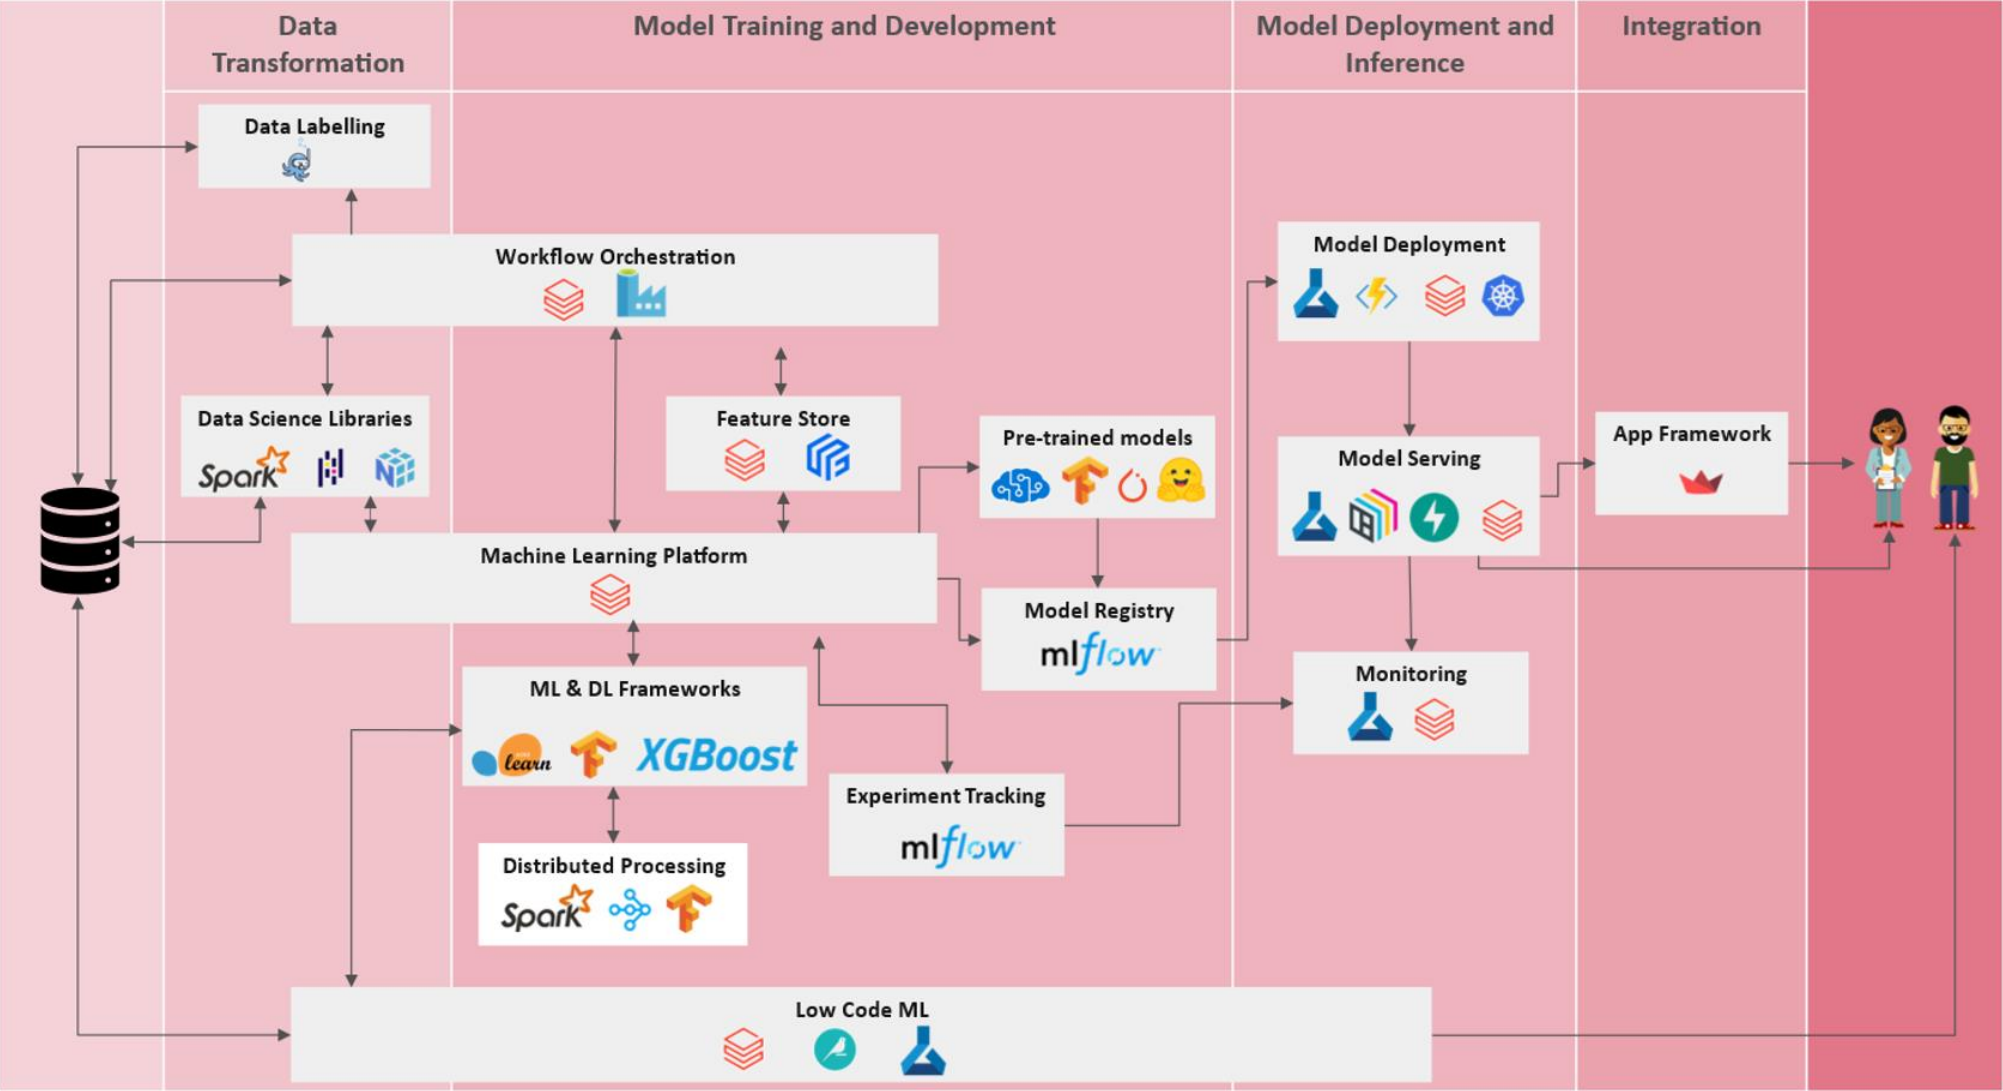 Data
Transformation
Model Training and Development
Model Deployment and
Inference
Integration
Data Labelling
Workflow Orchestration
Model Deployment
Data Science Libraries
Spark
Feature Store
Pre-trained models
Model Serving
App Framework
Machine Learning Platform
Model Registry
mlflow
ML & DL Frameworks
learn
XGBoost
Monitoring
Experiment Tracking
mlflow
Distributed Processing
Spark
Low Code ML